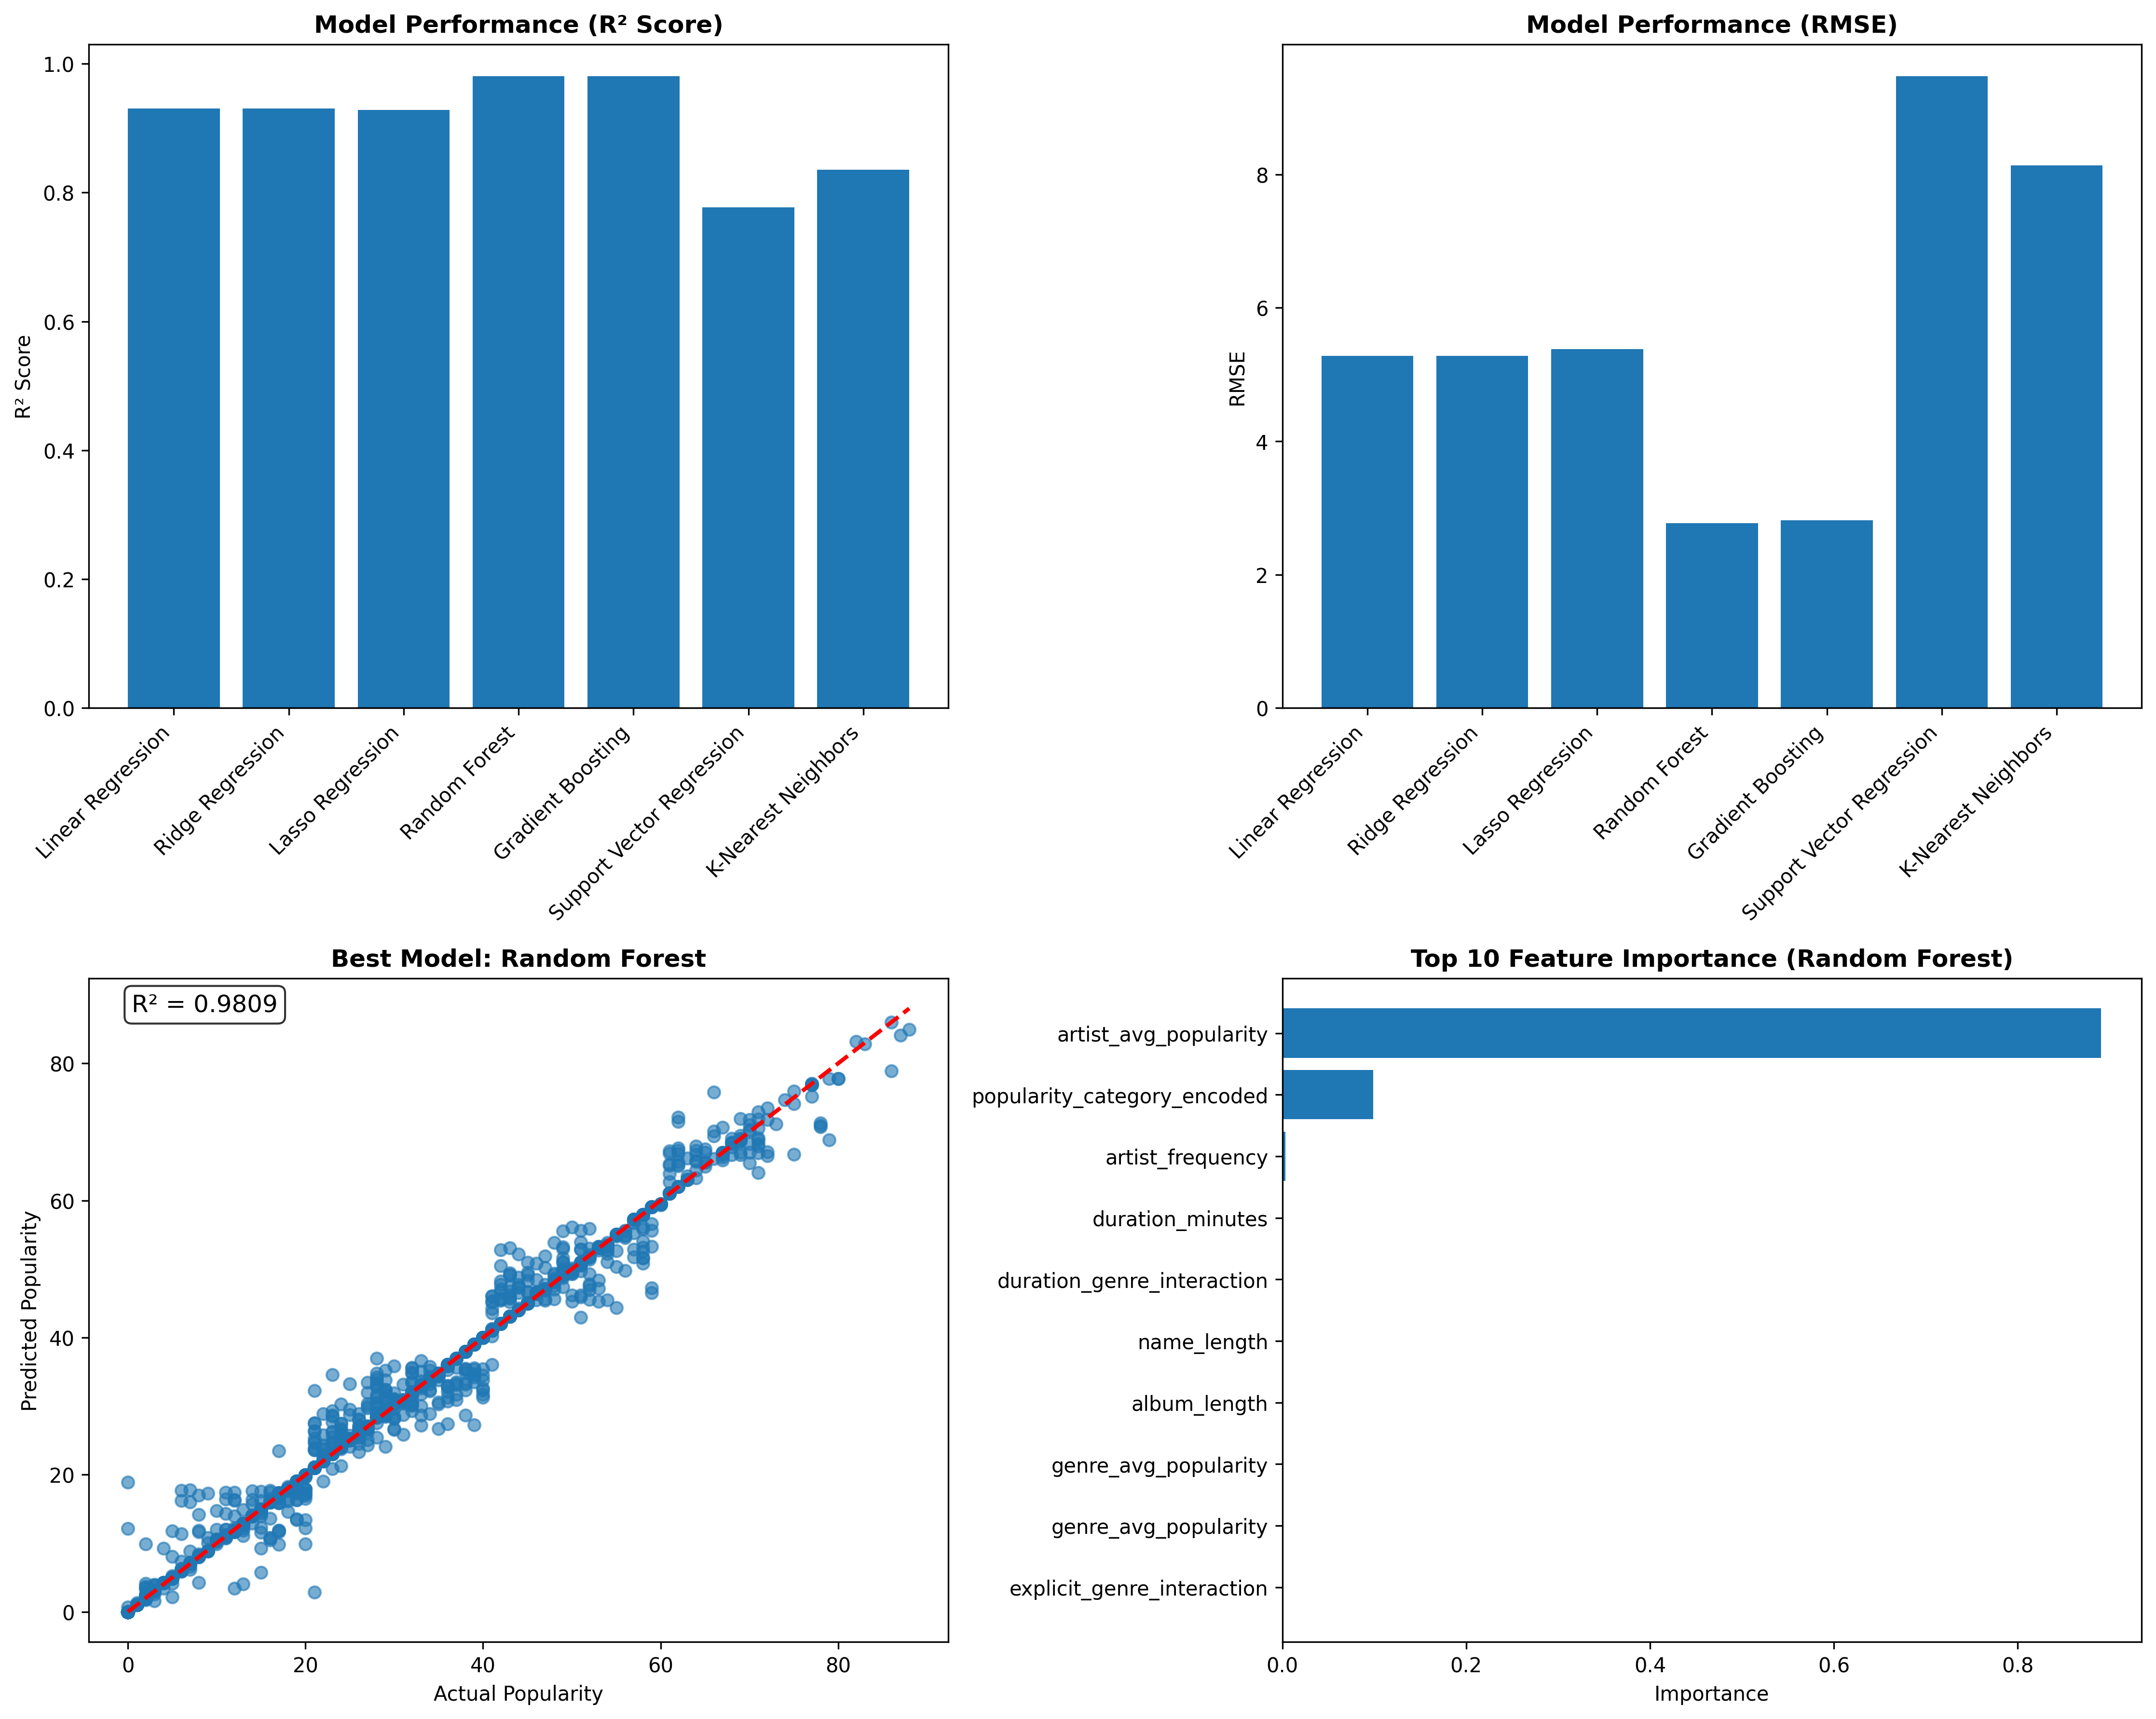 Model Performance (R² Score)
R² Score
1.0
0.8
0.6
0.4
0.2
0.0
Linear Regression
Ridge Regression
Lasso Regression
Random Forest
Gradient Boosting
Support Vector Regression
K-Nearest Neighbors
Model Performance (RMSE)
RMSE
8
6
4
2
0
Linear Regression
Ridge Regression
Lasso Regression
Random Forest
Gradient Boosting
Support Vector Regression
K-Nearest Neighbors
Best Model: Random Forest
R² = 0.9809
Predicted Popularity
80
60
40
20
0
0 20 40 60 80
Actual Popularity
Top 10 Feature Importance (Random Forest)
artist_avg_popularity
popularity_category_encoded
artist_frequency
duration_minutes
duration_genre_interaction
name_length
album_length
genre_avg_popularity
genre_avg_popularity
explicit_genre_interaction
0.0 0.2 0.4 0.6 0.8
Importance